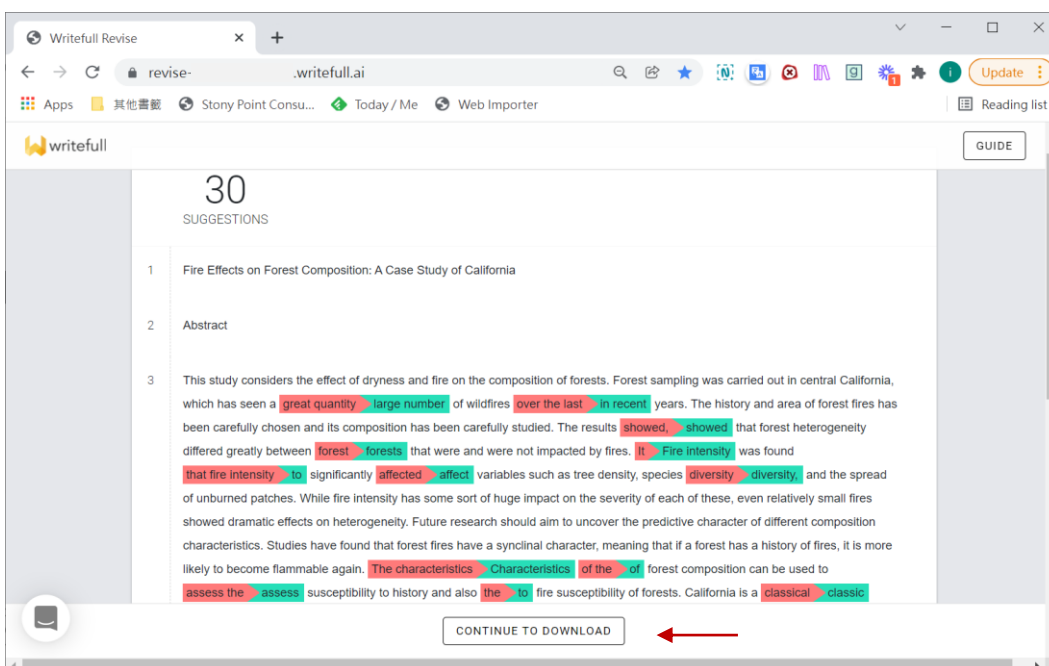 Writefull Revise
revise- .writefull.ai
Update
Apps 其他書籤 Stony Point Consu... Today / Me Web Importer Reading list
writefull GUIDE
30
SUGGESTIONS
1 Fire Effects on Forest Composition: A Case Study of California
2 Abstract
3 This study considers the effect of dryness and fire on the composition of forests. Forest sampling was carried out in central California,
which has seen a great quantity large number of wildfires over the last in recent years. The history and area of forest fires has
been carefully chosen and its composition has been carefully studied. The results showed, showed that forest heterogeneity
differed greatly between forest forests that were and were not impacted by fires. It Fire intensity was found
that fire intensity to significantly affected affect variables such as tree density, species diversity diversity, and the spread
of unburned patches. While fire intensity has some sort of huge impact on the severity of each of these, even relatively small fires
showed dramatic effects on heterogeneity. Future research should aim to uncover the predictive character of different composition
characteristics. Studies have found that forest fires have a synclinal character, meaning that if a forest has a history of fires, it is more
likely to become flammable again. The characteristics Characteristics of the of forest composition can be used to
assess the assess susceptibility to history and also the to fire susceptibility of forests. California is a classical classic
CONTINUE TO DOWNLOAD